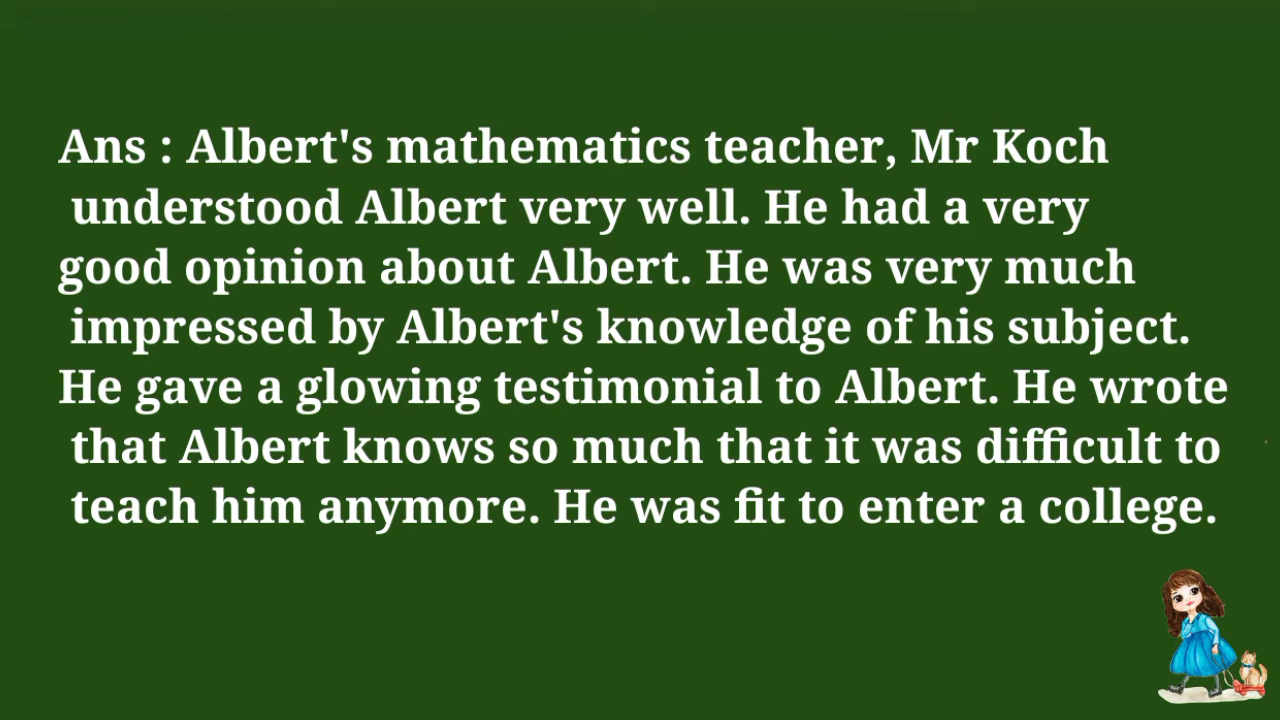 Ans : Albert's mathematics teacher, Mr Koch
understood Albert very well. He had a very
good opinion about Albert. He was very much
impressed by Albert's knowledge of his subject.
He gave a glowing testimonial to Albert. He wrote
that Albert knows so much that it was difficult to
teach him anymore. He was fit to enter a college.